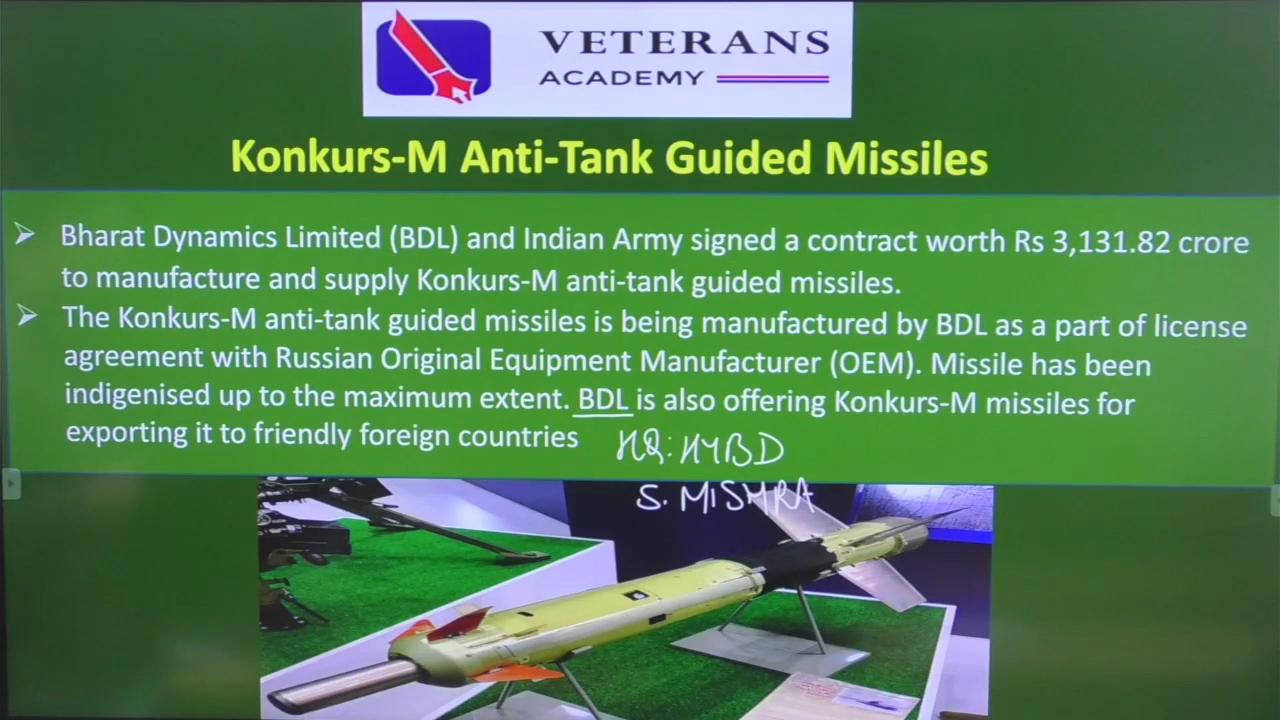 VETERANS
ACADEMY
Konkurs-M Anti-Tank Guided Missiles
➢ Bharat Dynamics Limited (BDL) and Indian Army signed a contract worth Rs 3,131.82 crore
to manufacture and supply Konkurs-M anti-tank guided missiles.
➢ The Konkurs-M anti-tank guided missiles is being manufactured by BDL as a part of license
agreement with Russian Original Equipment Manufacturer (OEM). Missile has been
indigenised up to the maximum extent. BDL is also offering Konkurs-M missiles for
exporting it to friendly foreign countries
HQ: HYBD
S. MISHRA